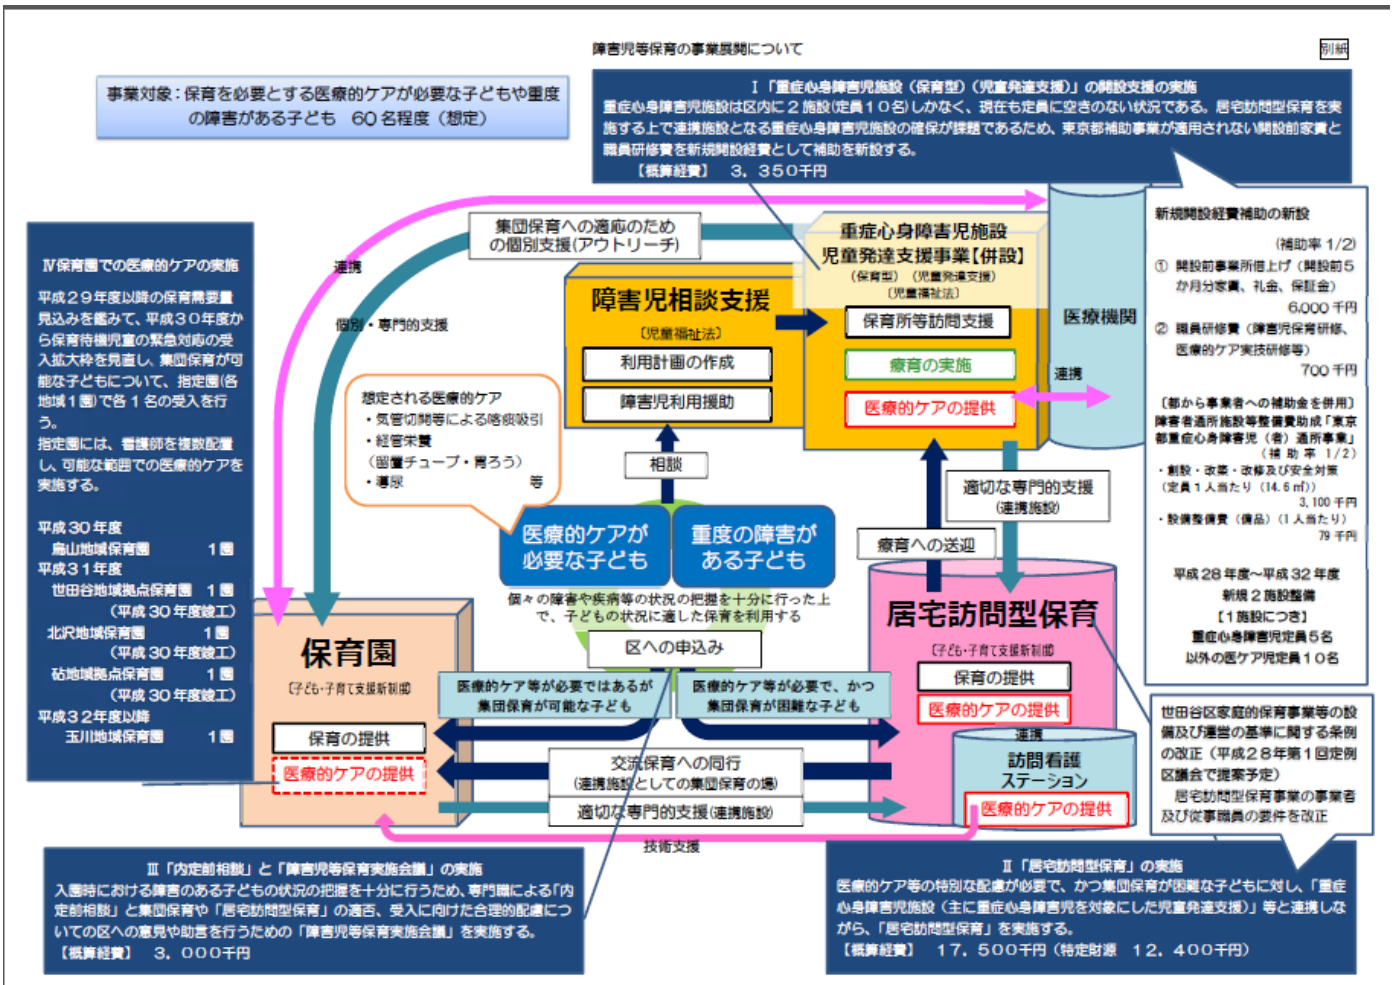 障害児等保育の事業展開について
別紙
事業対象：保育を必要とする医療的ケアが必要な子どもや重度
の障害がある子ども　60名程度（想定）
Ⅰ「重症心身障害児施設（保育型）（児童発達支援）」の開設支援の実施
重症心身障害児施設は区内に２施設(定員１０名)しかなく、現在も定員に空きのない状況である。居宅訪問型保育を実
施する上で連携施設となる重症心身障害児施設の確保が課題であるため、東京都補助事業が適用されない開設前家賃と
職員研修費を新規開設経費として補助を新設する。
【概算経費】　３，３５０千円
新規開設経費補助の新設
(補助率 1/2)
① 開設前事業所借上げ（開設前５
か月分家賃、礼金、保証金）
6,000 千円
② 職員研修費（障害児保育研修、
医療的ケア実技研修等）
700 千円
〔都から事業者への補助金を併用〕
障害者通所施設等整備費助成「東京
都重症心身障害児（者）通所事業」
（補助率 1/2）
・創設・改築・改修及び安全対策
（定員１人当たり（14.6 ㎡））
3,100 千円
・設備整備費（備品）（１人当たり）
79 千円
平成28年度～平成32年度
新規２施設整備
【１施設につき】
重症心身障害児定員５名
以外の医ケア児定員１０名
Ⅳ保育園での医療的ケアの実施
平成２９年度以降の保育需要量
見込みを鑑みて、平成３０年度か
ら保育待機児童の緊急対応の受
入拡大枠を見直し、集団保育が可
能な子どもについて、指定園(各
地域１園)で各１名の受入を行
う。
指定園には、看護師を複数配置
し、可能な範囲での医療的ケアを
実施する。
平成30年度
烏山地域保育園　１園
平成３１年度
世田谷地域拠点保育園　１園
（平成30年度竣工）
北沢地域保育園　１園
（平成30年度竣工）
砧地域拠点保育園　１園
（平成30年度竣工）
平成３２年度以降
玉川地域保育園　１園
集団保育への適応のため
の個別支援(アウトリーチ)
連携
個別・専門的支援
重症心身障害児施設
児童発達支援事業【併設】
（保育型）（児童発達支援）
〔児童福祉法〕
保育所等訪問支援
療育の実施
医療的ケアの提供
医療機関
連携
障害児相談支援
〔児童福祉法〕
利用計画の作成
障害児利用援助
相談
想定される医療的ケア
・気管切開等による喀痰吸引
・経管栄養
（留置チューブ・胃ろう）
・導尿　等
医療的ケアが
必要な子ども
重度の障害が
ある子ども
個々の障害や疾病等の状況の把握を十分に行った上
で、子どもの状況に適した保育を利用する
区への申込み
医療的ケア等が必要ではあるが
集団保育が可能な子ども
医療的ケア等が必要で、かつ
集団保育が困難な子ども
療育への送迎
適切な専門的支援
(連携施設)
保育園
〔子ども・子育て支援新制度〕
保育の提供
医療的ケアの提供
居宅訪問型保育
〔子ども・子育て支援新制度〕
保育の提供
医療的ケアの提供
連携
訪問看護
ステーション
医療的ケアの提供
交流保育への同行
(連携施設としての集団保育の場)
適切な専門的支援(連携施設)
技術支援
世田谷区家庭的保育事業等の設
備及び運営の基準に関する条例
の改正（平成２８年第１回定例
区議会で提案予定）
居宅訪問型保育事業の事業者
及び従事職員の要件を改正
Ⅲ「内定前相談」と「障害児等保育実施会議」の実施
入園時における障害のある子どもの状況の把握を十分に行うため、専門職による「内
定前相談」と集団保育や「居宅訪問型保育」の適否、受入に向けた合理的配慮につ
いての区への意見や助言を行うための「障害児等保育実施会議」を実施する。
【概算経費】　３，０００千円
Ⅱ「居宅訪問型保育」の実施
医療的ケア等の特別な配慮が必要で、かつ集団保育が困難な子どもに対し、「重症
心身障害児施設（主に重症心身障害児を対象にした児童発達支援）」等と連携しな
がら、「居宅訪問型保育」を実施する。
【概算経費】　１７，５００千円（特定財源　１２，４００千円）